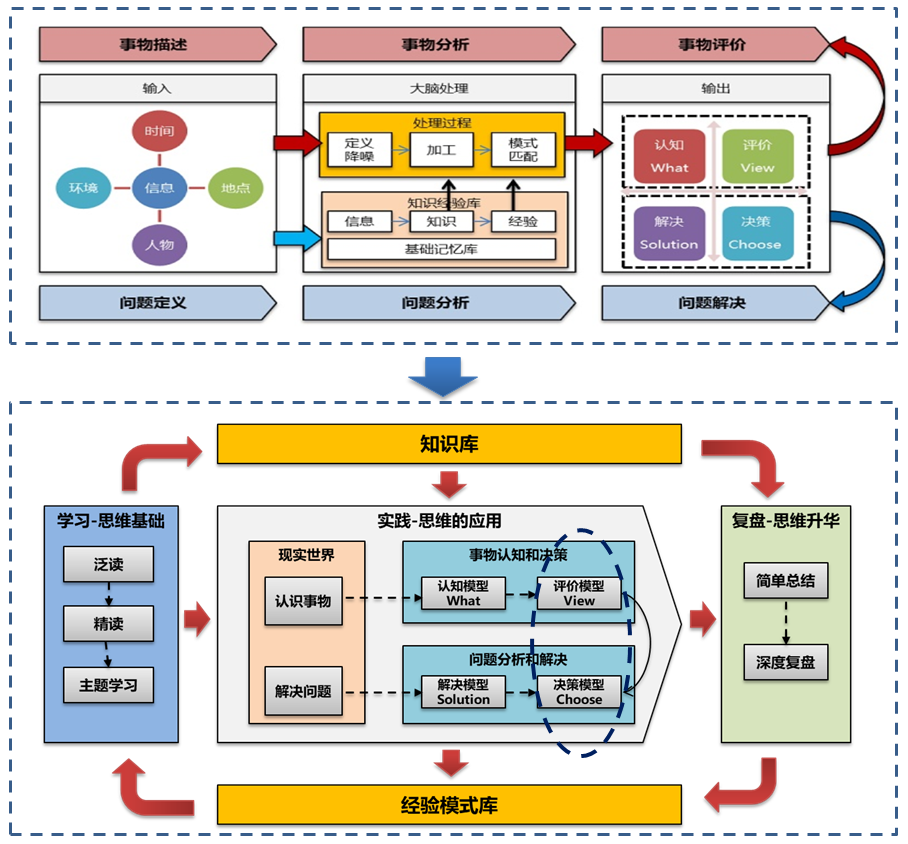 事物描述
事物分析
事物评价
输入
大脑处理
输出
时间
环境
信息
地点
人物
处理过程
定义
降噪
加工
模式
匹配
知识经验库
信息
知识
经验
基础记忆库
认知
What
评价
View
解决
Solution
决策
Choose
问题定义
问题分析
问题解决
知识库
学习-思维基础
泛读
精读
主题学习
实践-思维的应用
现实世界
认识事物
解决问题
事物认知和决策
认知模型
What
评价模型
View
问题分析和解决
解决模型
Solution
决策模型
Choose
复盘-思维升华
简单总结
深度复盘
经验模式库